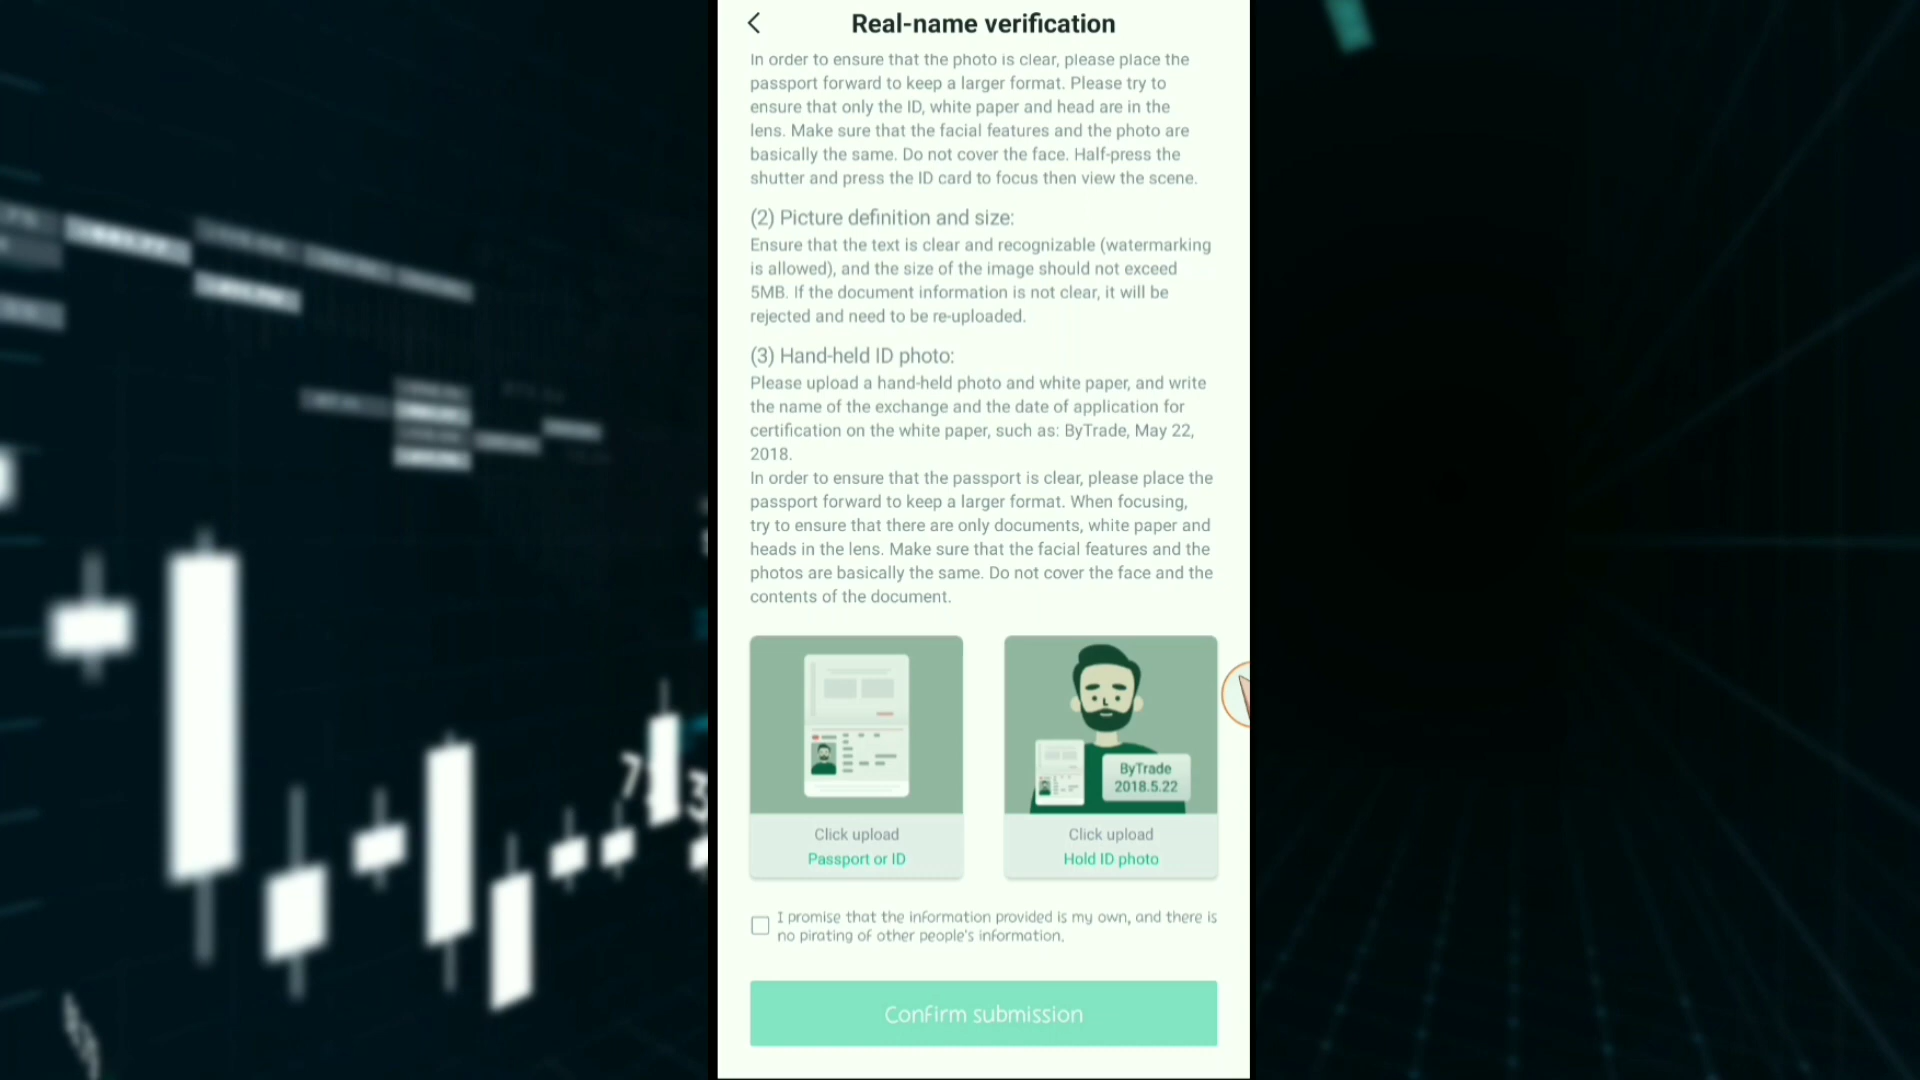 Real-name verification
In order to ensure that the photo is clear, please place the
passport forward to keep a larger format. Please try to
ensure that only the ID, white paper and head are in the
lens. Make sure that the facial features and the photo are
basically the same. Do not cover the face. Half-press the
shutter and press the ID card to focus then view the scene.
(2) Picture definition and size:
Ensure that the text is clear and recognizable (watermarking
is allowed), and the size of the image should not exceed
5MB. If the document information is not clear, it will be
rejected and need to be re-uploaded.
(3) Hand-held ID photo:
Please upload a hand-held photo and white paper, and write
the name of the exchange and the date of application for
certification on the white paper, such as: ByTrade, May 22,
2018.
In order to ensure that the passport is clear, please place the
passport forward to keep a larger format. When focusing,
try to ensure that there are only documents, white paper and
heads in the lens. Make sure that the facial features and the
photos are basically the same. Do not cover the face and the
contents of the document.
ByTrade
2018.5.22
Click upload
Passport or ID
Click upload
Hold ID photo
I promise that the information provided is my own, and there is
no pirating of other people's information.
Confirm submission